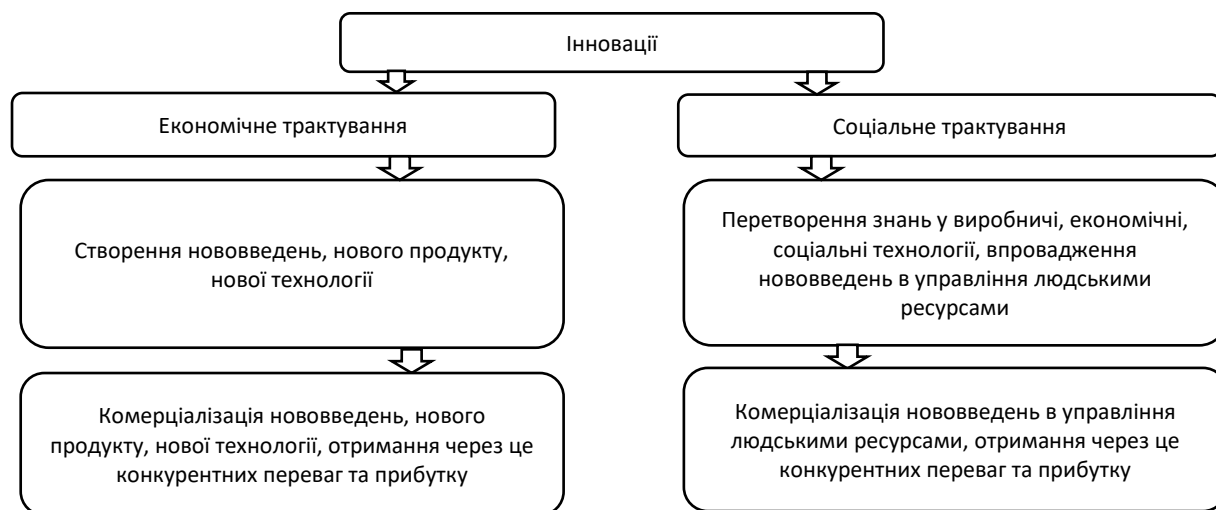 Інновації
Економічне трактування
Соціальне трактування
Створення нововведень, нового продукту,
нової технології
Перетворення знань у виробничі, економічні,
соціальні технології, впровадження
нововведень в управління людськими
ресурсами
Комерціалізація нововведень, нового
продукту, нової технології, отримання через це
конкурентних переваг та прибутку
Комерціалізація нововведень в управління
людськими ресурсами, отримання через це
конкурентних переваг та прибутку